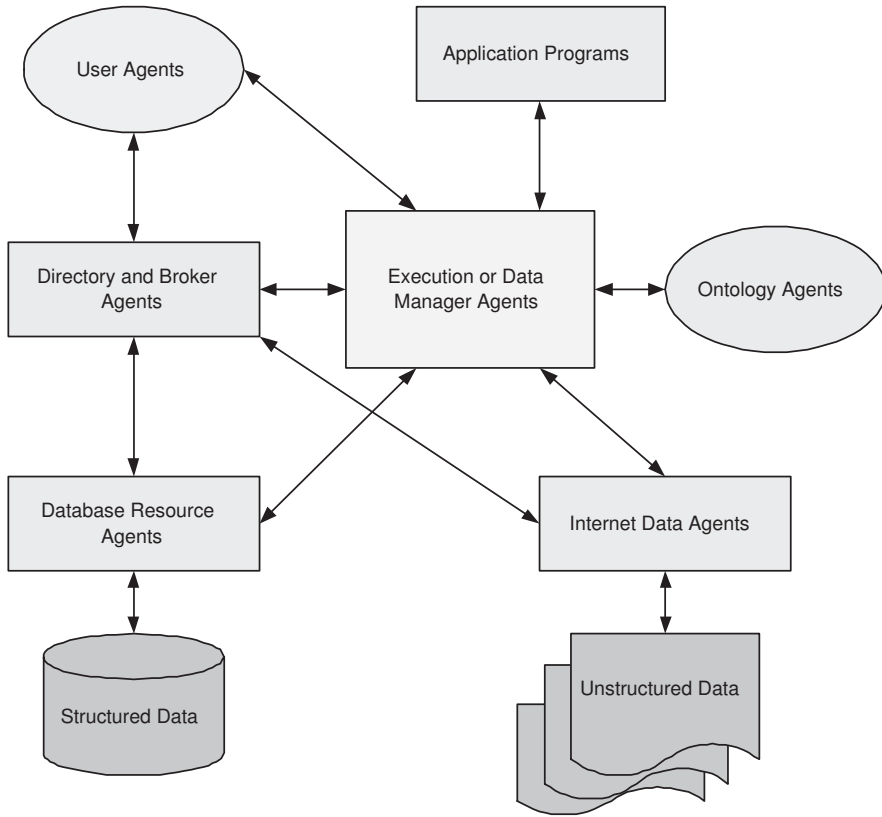 User Agents
Application Programs
Directory and Broker
Agents
Execution or Data
Manager Agents
Ontology Agents
Database Resource
Agents
Internet Data Agents
Structured Data
Unstructured Data